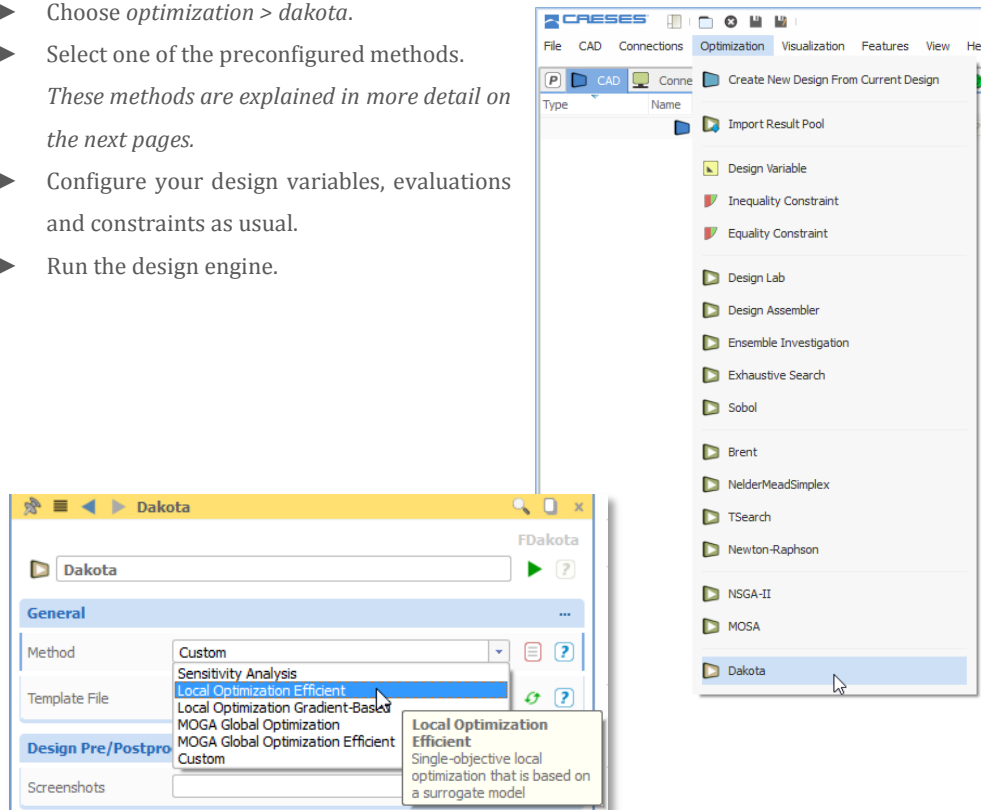 ► Choose optimization > dakota.
► Select one of the preconfigured methods.
These methods are explained in more detail on
the next pages.
► Configure your design variables, evaluations
and constraints as usual.
► Run the design engine.
CAESES
File CAD Connections Optimization Visualization Features View He
P CAD Conne
Type Name
Create New Design From Current Design
Import Result Pool
Design Variable
Inequality Constraint
Equality Constraint
Design Lab
Design Assembler
Ensemble Investigation
Exhaustive Search
Sobol
Brent
NelderMeadSimplex
TSearch
Newton-Raphson
NSGA-II
MOSA
Dakota
Dakota
FDakota
Dakota ?
General ...
Method Custom ?
Sensitivity Analysis
Local Optimization Efficient
Template File ?
Local Optimization Gradient-Based
MOGA Global Optimization
MOGA Global Optimization Efficient
Custom
Design Pre/Postpro
Screenshots
Local Optimization
Efficient
Single-objective local
optimization that is based on
a surrogate model